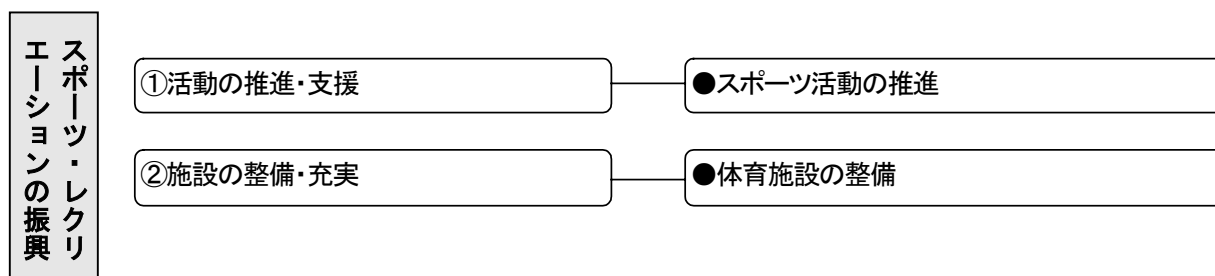 スポーツ・レクリ
エーションの振興
①活動の推進・支援
●スポーツ活動の推進
②施設の整備・充実
●体育施設の整備